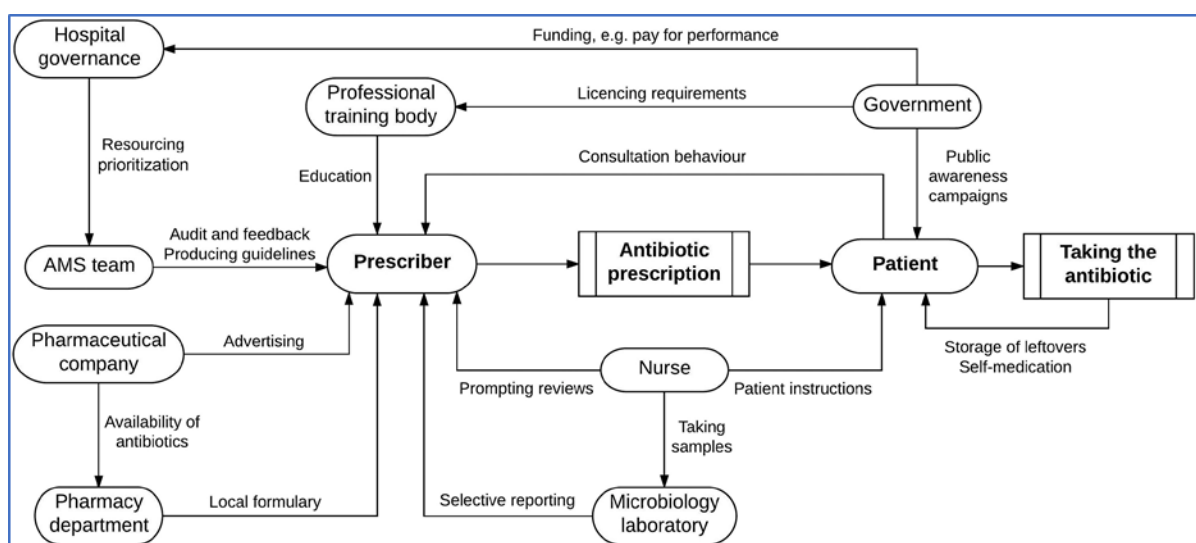 Hospital
governance
Funding, e.g. pay for performance
Professional
training body
Licencing requirements
Government
Resourcing
prioritization
Education
Consultation behaviour
Public
awareness
campaigns
AMS team
Audit and feedback
Producing guidelines
Prescriber
Antibiotic
prescription
Patient
Taking the
antibiotic
Pharmaceutical
company
Advertising
Prompting reviews
Nurse
Patient instructions
Storage of leftovers
Self-medication
Availability of
antibiotics
Taking
samples
Pharmacy
department
Local formulary
Selective reporting
Microbiology
laboratory